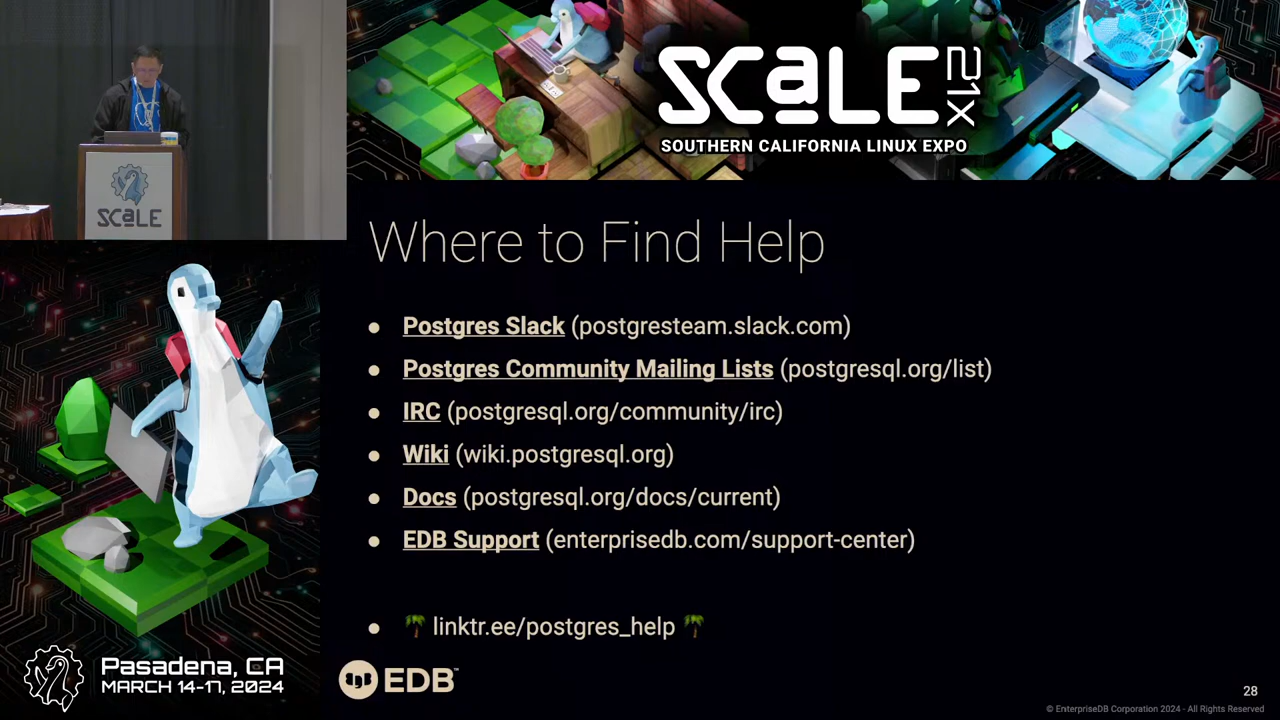 SCaLE 21X
SOUTHERN CALIFORNIA LINUX EXPO
SCaLE
Where to Find Help
● Postgres Slack (postgresteam.slack.com)
● Postgres Community Mailing Lists (postgresql.org/list)
● IRC (postgresql.org/community/irc)
● Wiki (wiki.postgresql.org)
● Docs (postgresql.org/docs/current)
● EDB Support (enterprisedb.com/support-center)
● 🌴 linktr.ee/postgres_help 🌴
Pasadena, CA
MARCH 14-17, 2024
EDB™
28
© EnterpriseDB Corporation 2024 - All Rights Reserved